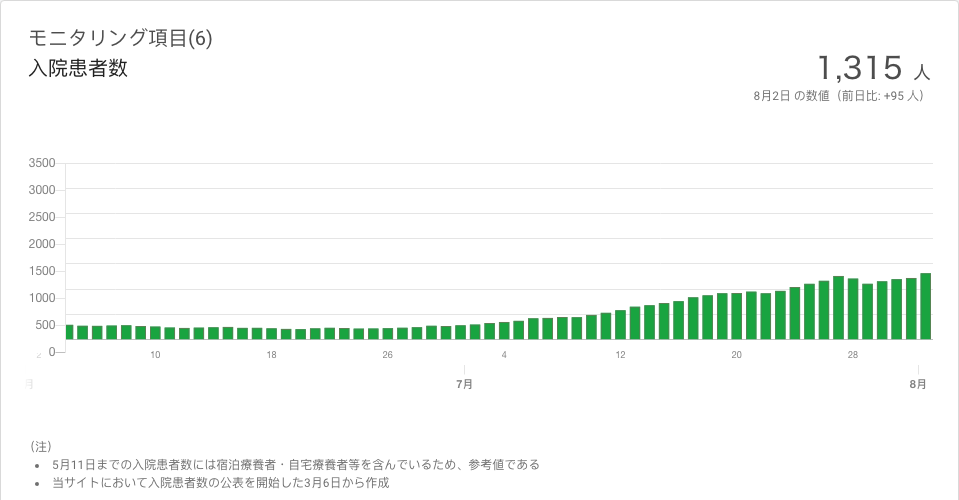 モニタリング項目(6)
入院患者数
1,315 人
8月2日 の数値（前日比: +95 人）
3500
3000
2500
2000
1500
1000
500
0
10 18 26 4 12 20 28
7月 8月
（注）
• 5月11日までの入院患者数には宿泊療養者・自宅療養者等を含んでいるため、参考値である
• 当サイトにおいて入院患者数の公表を開始した3月6日から作成